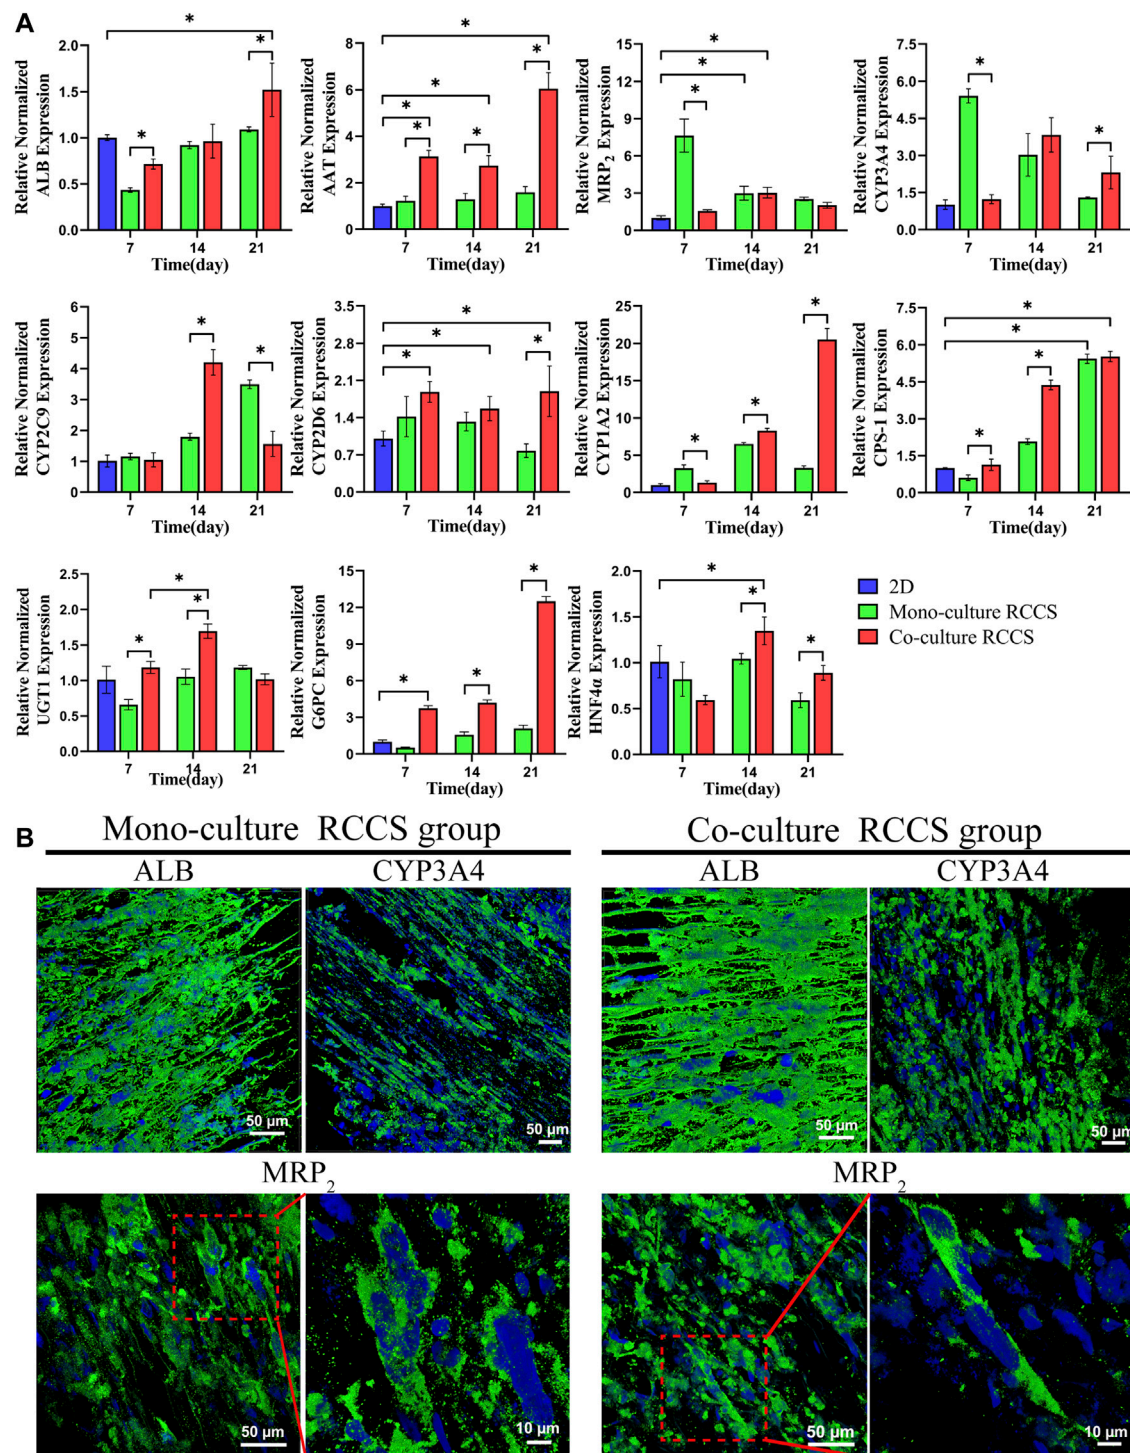 A
Relative Normalized
ALB Expression
2.0
1.5
1.0
0.5
0.0
*
*
*
7 14 21
Time(day)
Relative Normalized
AAT Expression
8
6
4
2
0
*
*
*
*
*
*
7 14 21
Time(day)
Relative Normalized
MRP2 Expression
15
12
9
6
3
0
*
*
*
7 14 21
Time(day)
Relative Normalized
CYP3A4 Expression
7.5
6.0
4.5
3.0
1.5
0.0
*
*
7 14 21
Time(day)
Relative Normalized
CYP2C9 Expression
6
5
4
3
2
1
0
*
*
7 14 21
Time(day)
Relative Normalized
CYP2D6 Expression
3.5
2.8
2.1
1.4
0.7
0.0
*
*
*
*
7 14 21
Time(day)
Relative Normalized
CYP1A2 Expression
25
20
15
10
5
0
*
*
*
7 14 21
Time(day)
Relative Normalized
CPS-1 Expression
7.5
6.0
4.5
3.0
1.5
0.0
*
*
*
*
7 14 21
Time(day)
Relative Normalized
UGT1 Expression
2.5
2.0
1.5
1.0
0.5
0.0
*
*
*
7 14 21
Time(day)
Relative Normalized
G6PC Expression
15
12
9
6
3
0
*
*
*
7 14 21
Time(day)
Relative Normalized
HNF4α Expression
2.0
1.5
1.0
0.5
0.0
*
*
*
7 14 21
Time(day)
2D
Mono-culture RCCS
Co-culture RCCS
B
Mono-culture RCCS group
Co-culture RCCS group
ALB
CYP3A4
ALB
CYP3A4
50 µm
50 µm
50 µm
50 µm
MRP2
MRP2
50 µm
10 µm
50 µm
10 µm